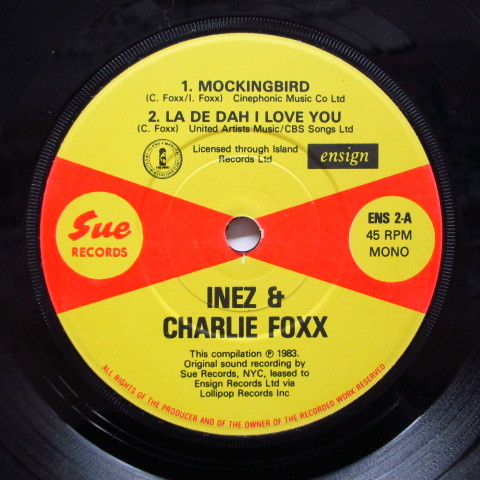 1. MOCKINGBIRD
(C. Foxx/I. Foxx) Cinephonic Music Co Ltd
2. LA DE DAH I LOVE YOU
(C. Foxx) United Artists Music/CBS Songs Ltd
Licensed through Island
Records Ltd
ensign
Sue
RECORDS
ENS 2-A
45 RPM
MONO
INEZ &
CHARLIE FOXX
This compilation ℗ 1983.
Original sound recording by
Sue Records, NYC, leased to
Ensign Records Ltd via
Lollipop Records Inc
ALL RIGHTS OF THE PRODUCER AND OF THE OWNER OF THE RECORDED WORK RESERVED